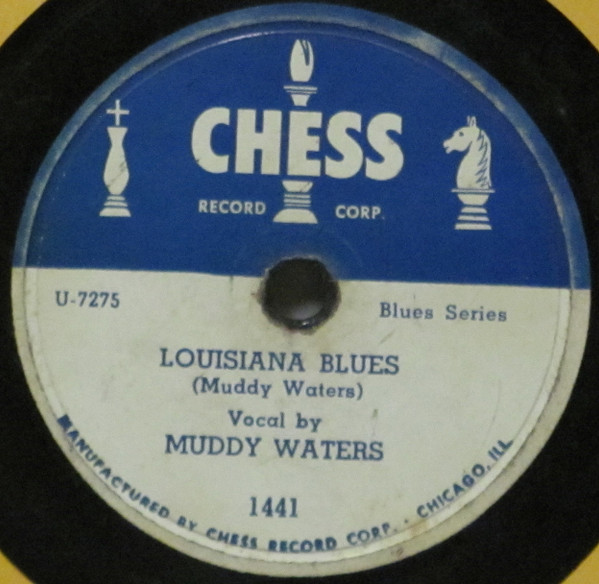 CHESS
RECORD CORP.
U-7275
Blues Series
LOUISIANA BLUES
(Muddy Waters)
Vocal by
MUDDY WATERS
1441
MANUFACTURED BY CHESS RECORD CORP. · CHICAGO, ILL